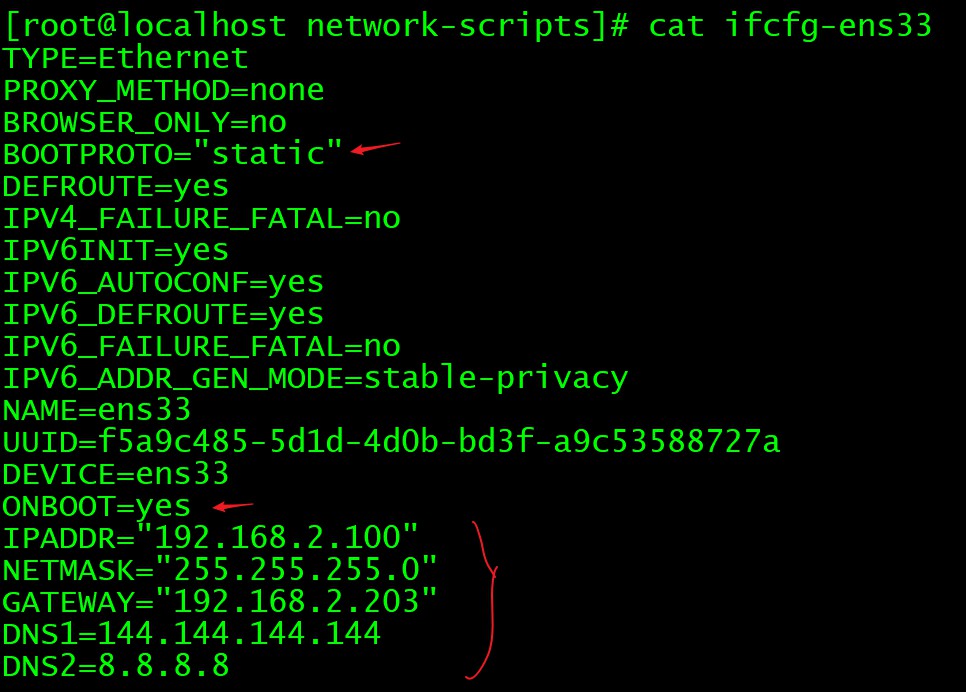 [root@localhost network-scripts]# cat ifcfg-ens33
TYPE=Ethernet
PROXY_METHOD=none
BROWSER_ONLY=no
BOOTPROTO="static"
DEFROUTE=yes
IPV4_FAILURE_FATAL=no
IPV6INIT=yes
IPV6_AUTOCONF=yes
IPV6_DEFROUTE=yes
IPV6_FAILURE_FATAL=no
IPV6_ADDR_GEN_MODE=stable-privacy
NAME=ens33
UUID=f5a9c485-5d1d-4d0b-bd3f-a9c53588727a
DEVICE=ens33
ONBOOT=yes
IPADDR="192.168.2.100"
NETMASK="255.255.255.0"
GATEWAY="192.168.2.203"
DNS1=144.144.144.144
DNS2=8.8.8.8